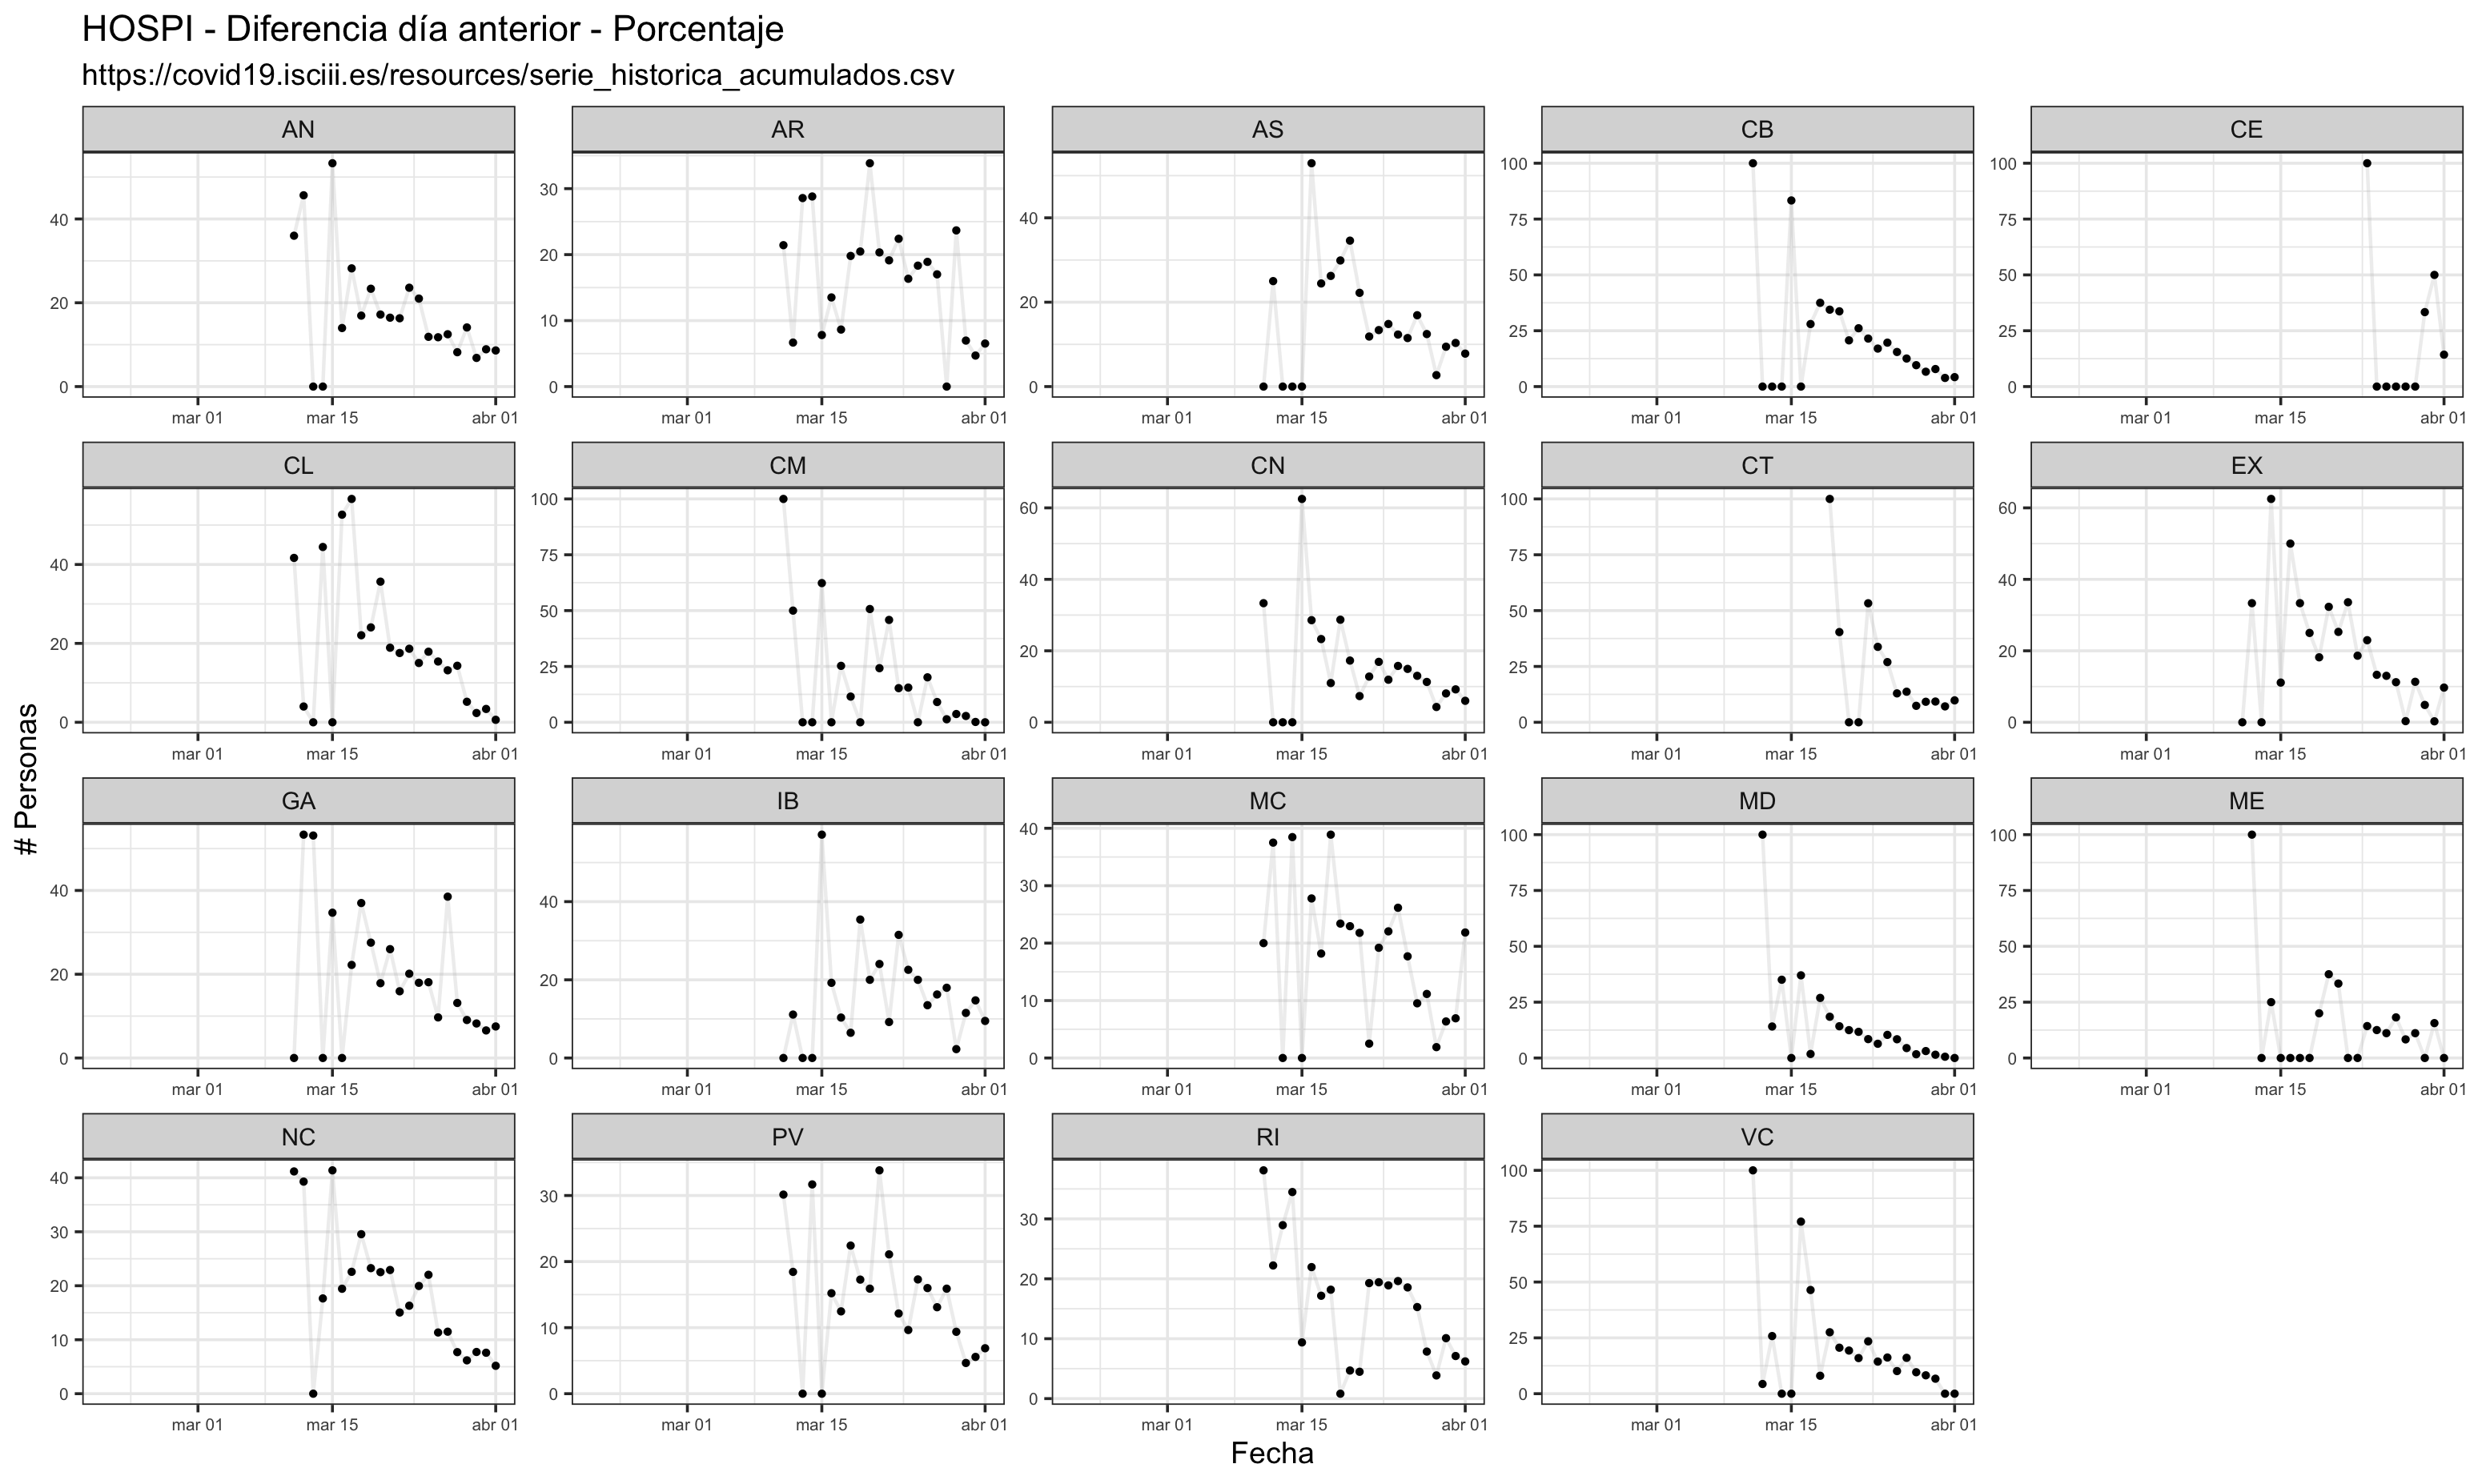 HOSPI - Diferencia día anterior - Porcentaje
https://covid19.isciii.es/resources/serie_historica_acumulados.csv
# Personas
AN
AR
AS
CB
CE
40
20
0
30
20
10
0
40
20
0
100
75
50
25
0
100
75
50
25
0
mar 01 mar 15 abr 01
mar 01 mar 15 abr 01
mar 01 mar 15 abr 01
mar 01 mar 15 abr 01
mar 01 mar 15 abr 01
CL
CM
CN
CT
EX
40
20
0
100
75
50
25
0
60
40
20
0
100
75
50
25
0
60
40
20
0
mar 01 mar 15 abr 01
mar 01 mar 15 abr 01
mar 01 mar 15 abr 01
mar 01 mar 15 abr 01
mar 01 mar 15 abr 01
GA
IB
MC
MD
ME
40
20
0
40
20
0
40
30
20
10
0
100
75
50
25
0
100
75
50
25
0
mar 01 mar 15 abr 01
mar 01 mar 15 abr 01
mar 01 mar 15 abr 01
mar 01 mar 15 abr 01
mar 01 mar 15 abr 01
NC
PV
RI
VC
40
30
20
10
0
30
20
10
0
30
20
10
0
100
75
50
25
0
mar 01 mar 15 abr 01
mar 01 mar 15 abr 01
mar 01 mar 15 abr 01
mar 01 mar 15 abr 01
Fecha